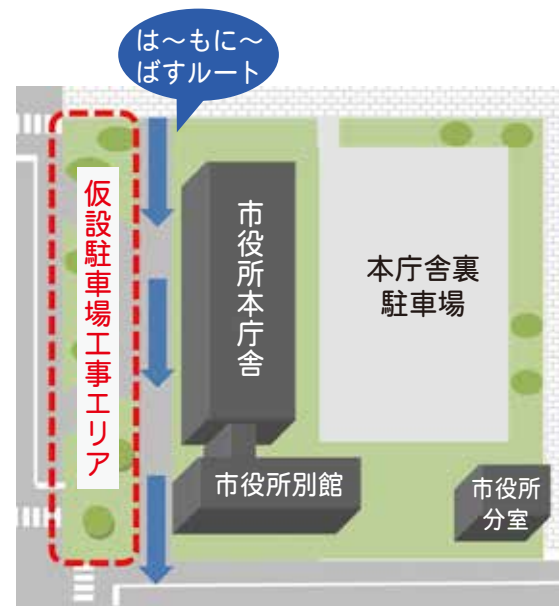 は〜もに〜
ばすルート
仮設駐車場工事エリア
市役所本庁舎
本庁舎裏
駐車場
市役所別館
市役所
分室